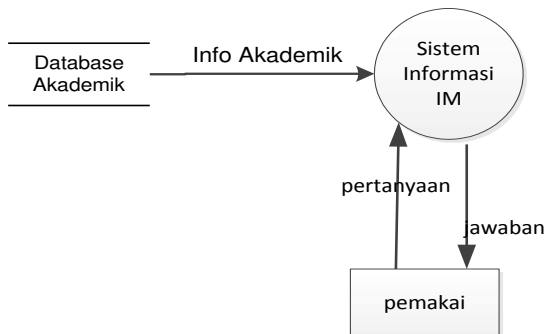 Database
Akademik
Info Akademik
Sistem
Informasi
IM
pertanyaan
jawaban
pemakai